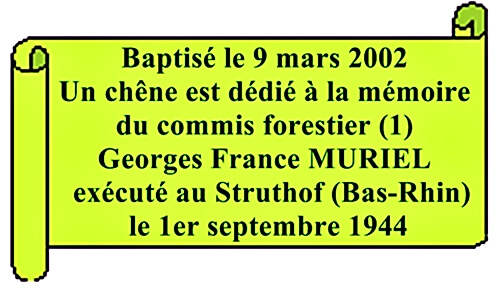 Baptisé le 9 mars 2002
Un chêne est dédié à la mémoire
du commis forestier (1)
Georges France MURIEL
exécuté au Struthof (Bas-Rhin)
le 1er septembre 1944